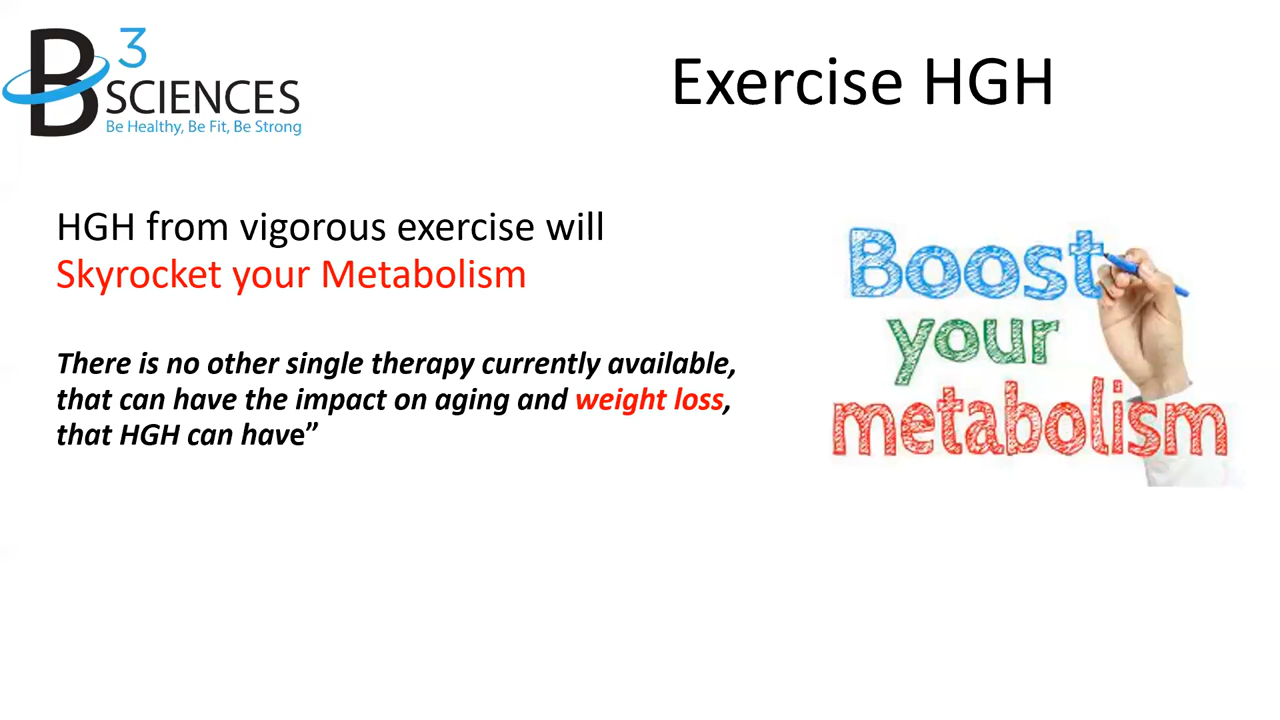 B3 SCIENCES
Be Healthy, Be Fit, Be Strong
Exercise HGH
HGH from vigorous exercise will
Skyrocket your Metabolism
There is no other single therapy currently available,
that can have the impact on aging and weight loss,
that HGH can have”
Boost
your
metabolism